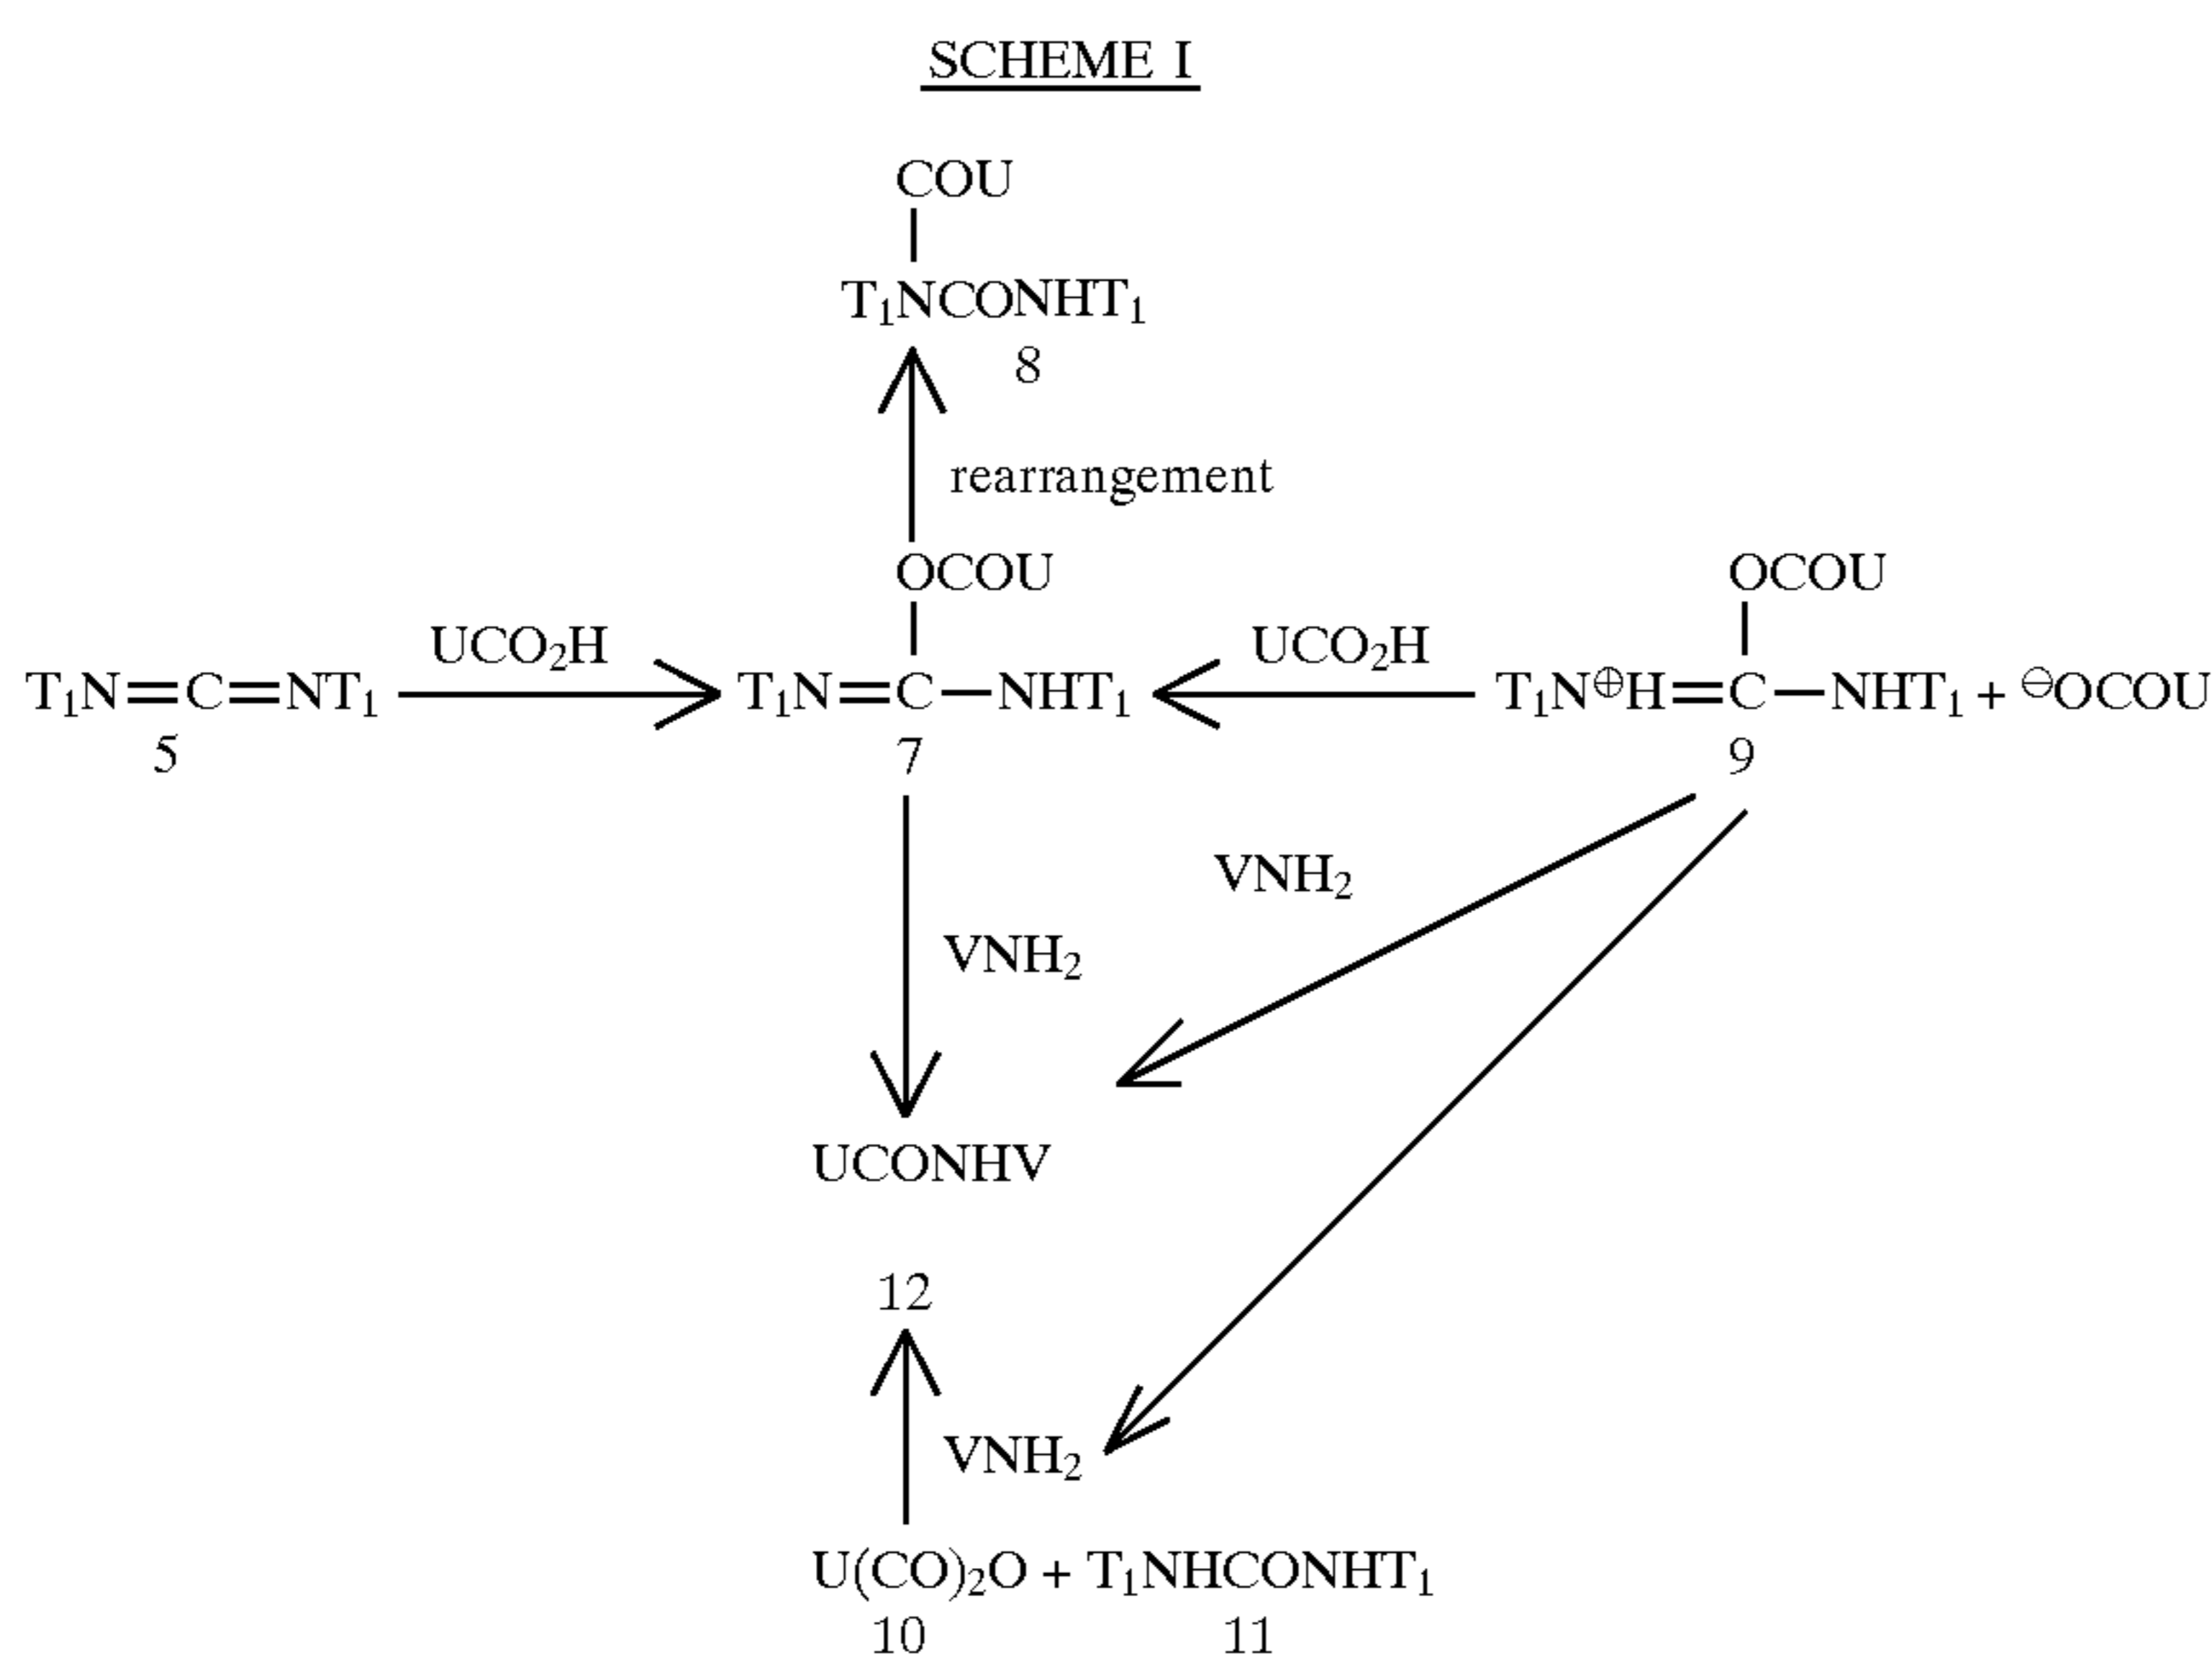 SCHEME I
COU
T₁NCONHT₁
8
rearrangement
OCOU
OCOU
UCO₂H
UCO₂H
T₁N=C=NT₁
T₁N=C—NHT₁
T₁N⊕H=C—NHT₁ + ⊖OCOU
5
7
9
VNH₂
VNH₂
UCONHV
12
VNH₂
U(CO)₂O + T₁NHCONHT₁
10
11